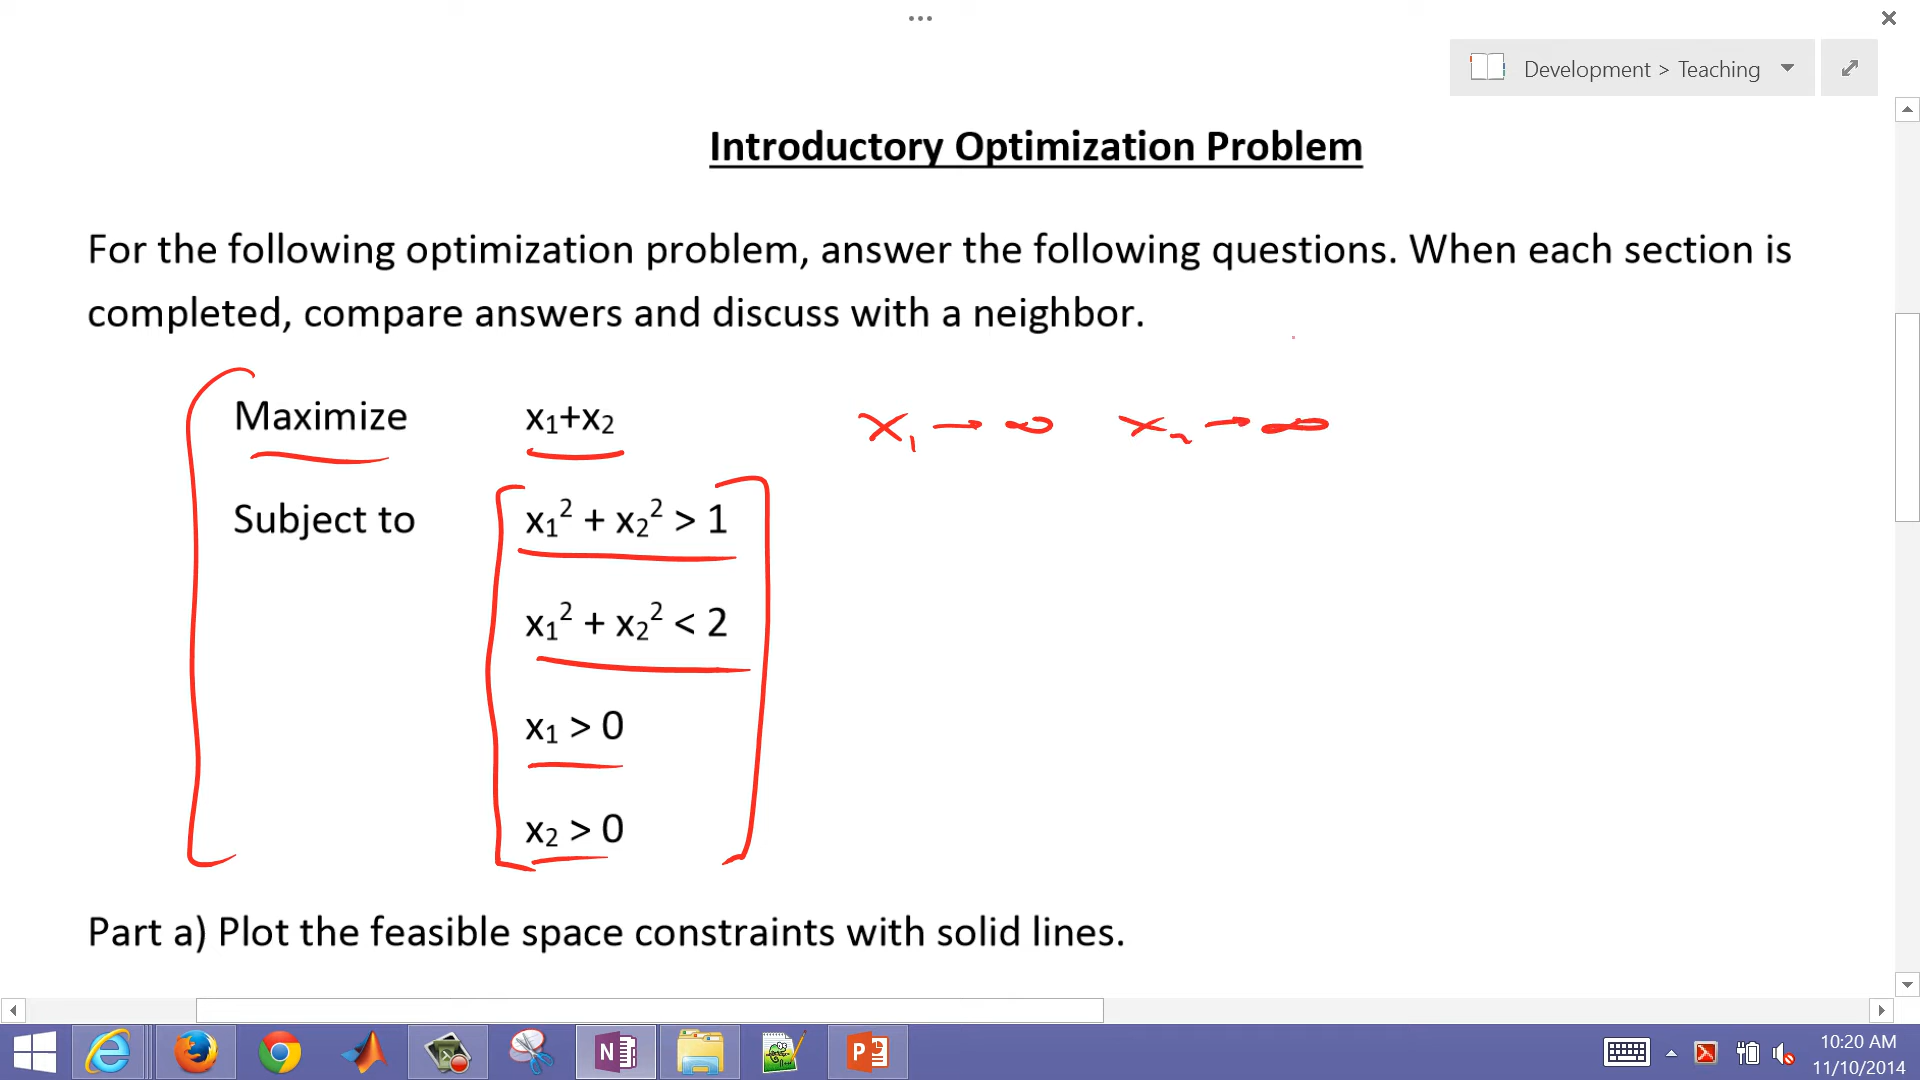 ...
Development > Teaching
Introductory Optimization Problem
For the following optimization problem, answer the following questions. When each section is
completed, compare answers and discuss with a neighbor.
Maximize x₁+x₂ x₁ → ∞ x₂ → ∞
Subject to x₁² + x₂² > 1
x₁² + x₂² < 2
x₁ > 0
x₂ > 0
Part a) Plot the feasible space constraints with solid lines.
10:20 AM
11/10/2014